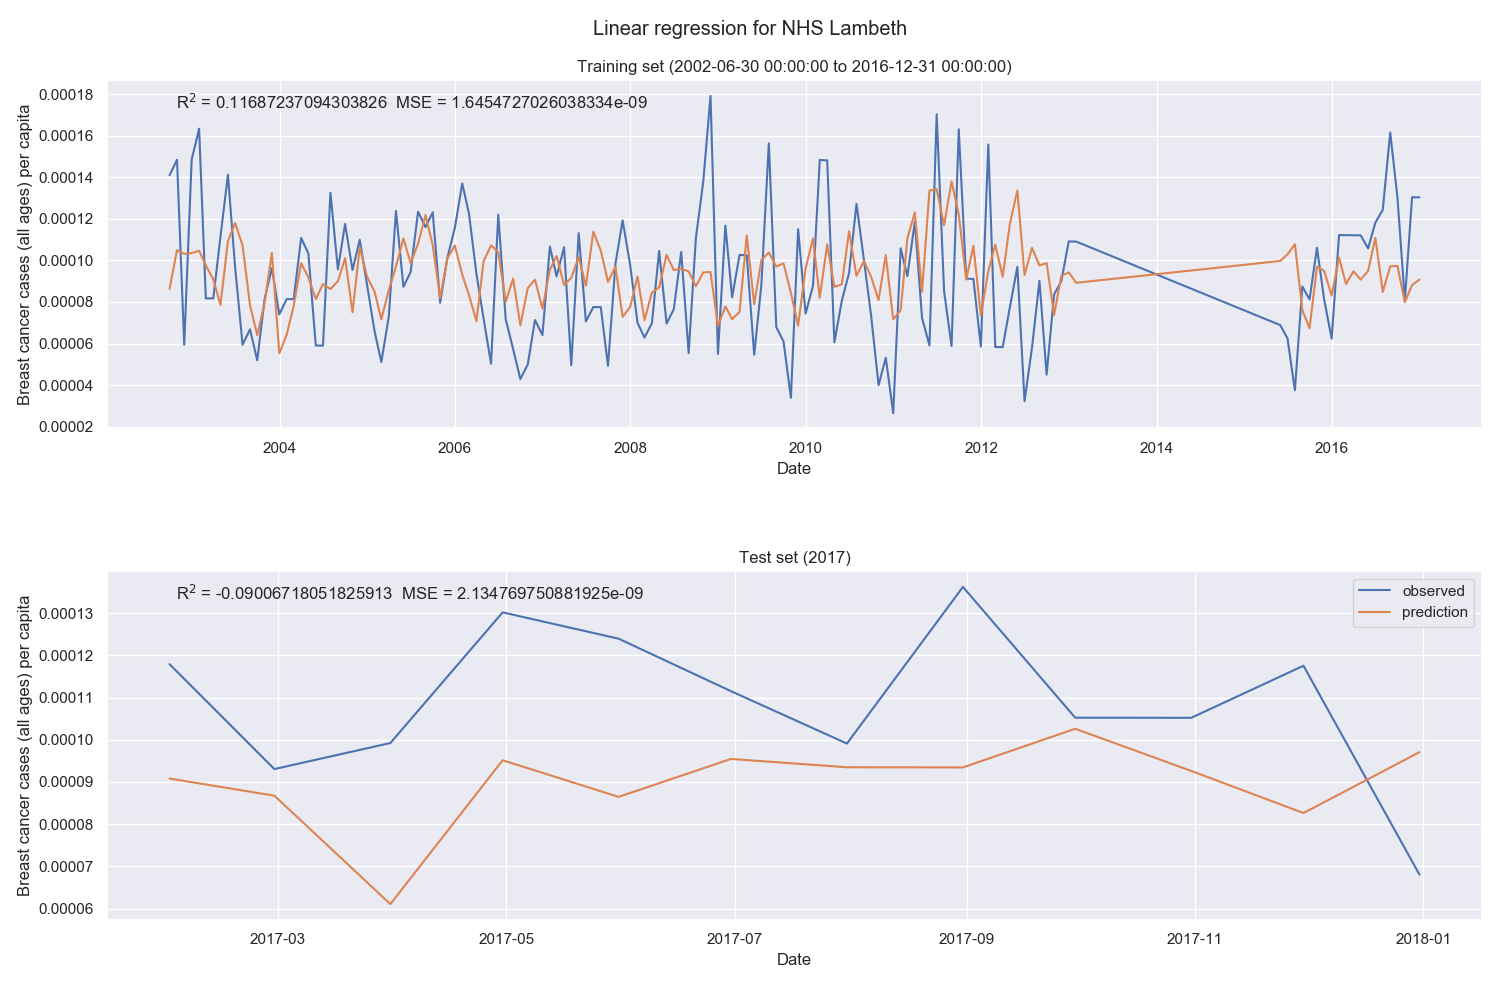 Linear regression for NHS Lambeth
Training set (2002-06-30 00:00:00 to 2016-12-31 00:00:00)
R² = 0.11687237094303826 MSE = 1.6454727026038334e-09
Breast cancer cases (all ages) per capita
0.00018
0.00016
0.00014
0.00012
0.00010
0.00008
0.00006
0.00004
0.00002
2004 2006 2008 2010 2012 2014 2016
Date
Test set (2017)
R² = -0.09006718051825913 MSE = 2.134769750881925e-09
observed
prediction
Breast cancer cases (all ages) per capita
0.00013
0.00012
0.00011
0.00010
0.00009
0.00008
0.00007
0.00006
2017-03 2017-05 2017-07 2017-09 2017-11 2018-01
Date